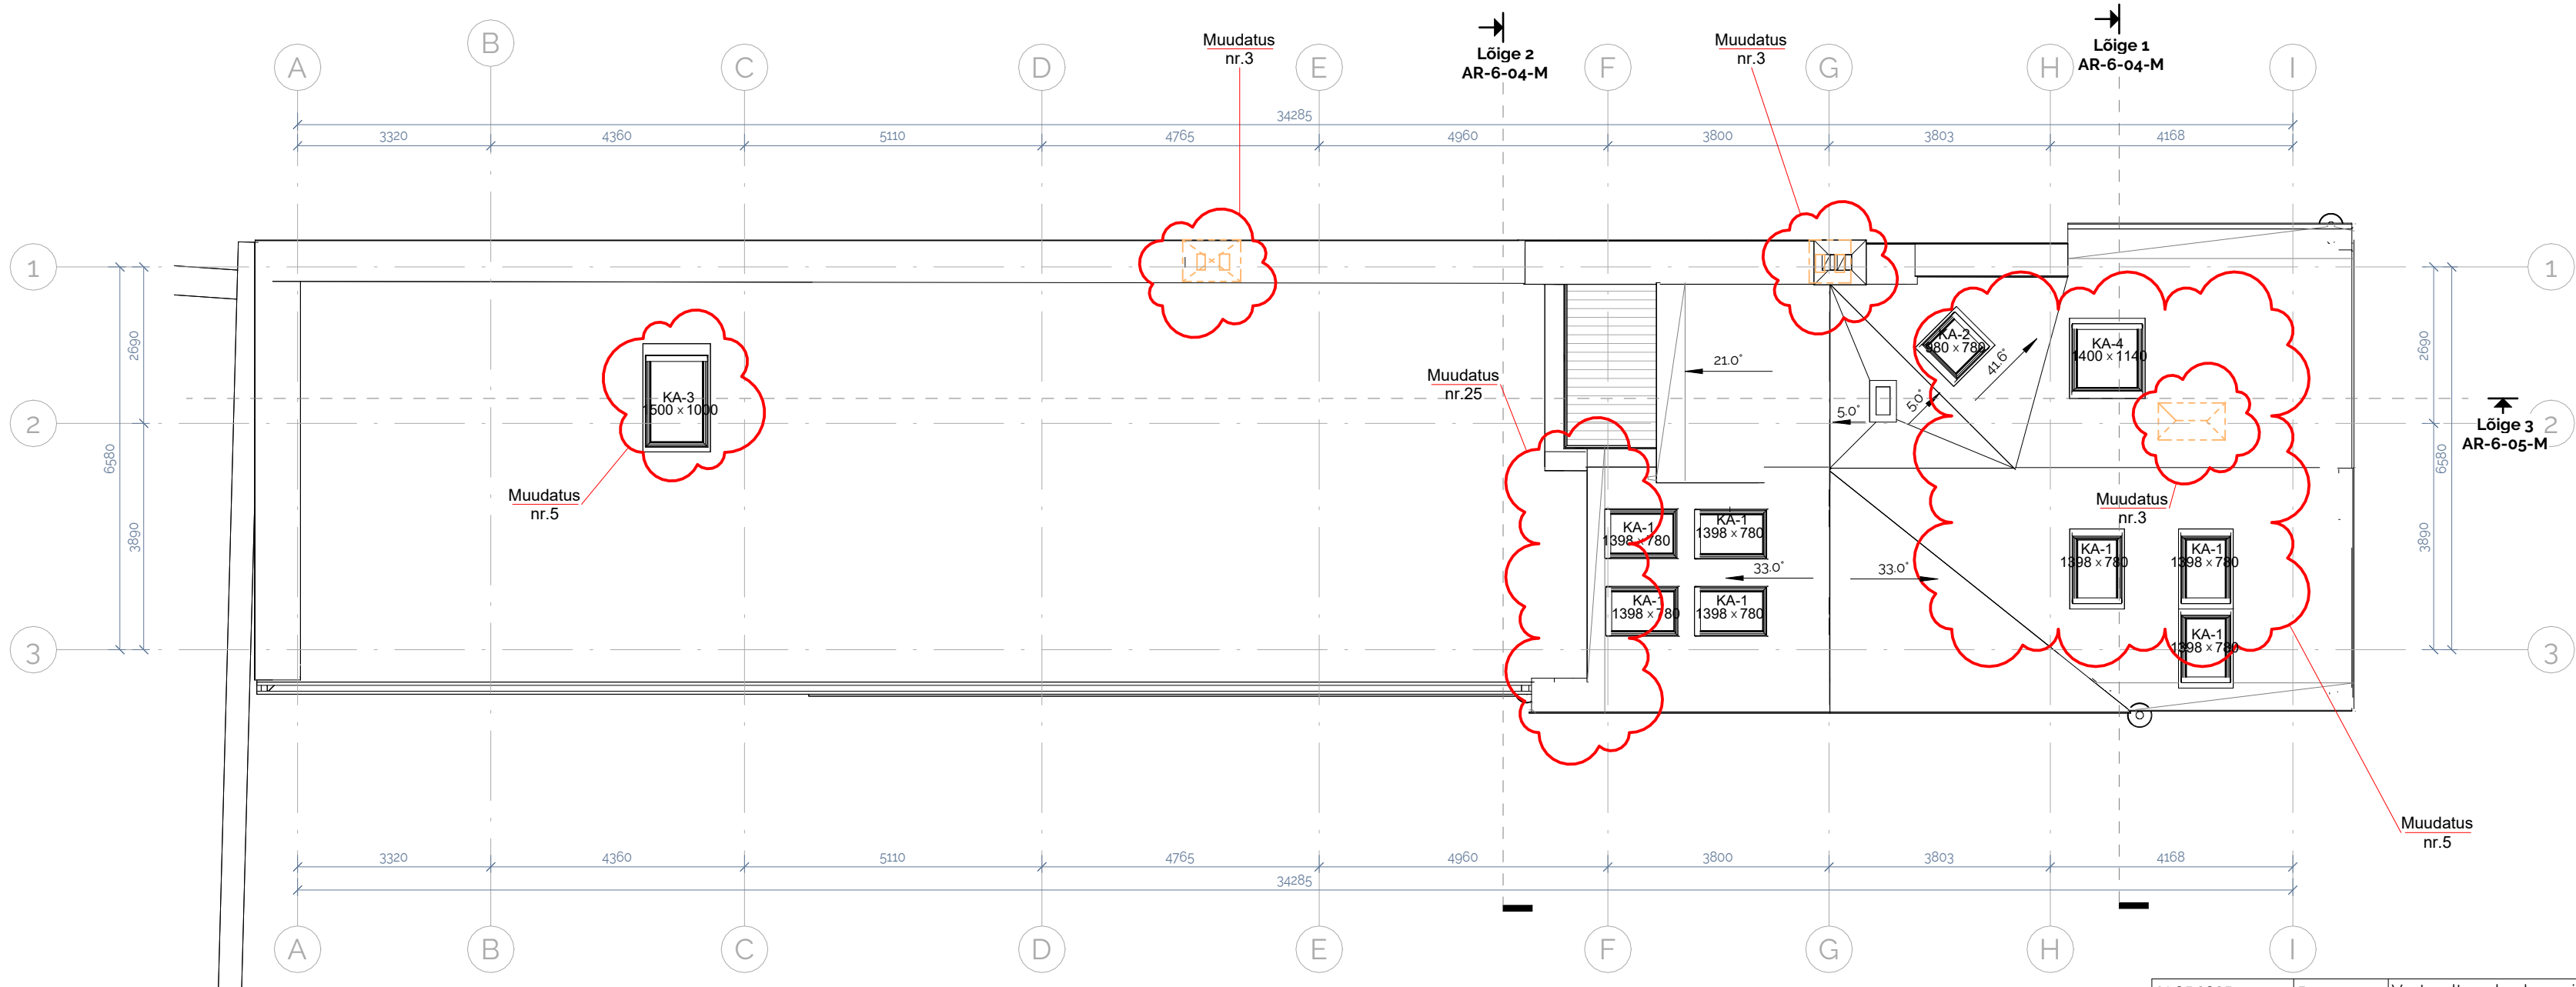 Muudatus
nr.3
Lõige 2
AR-6-04-M
Muudatus
nr.3
Lõige 1
AR-6-04-M
A
B
C
D
E
F
G
H
I
34285
3320
4360
5110
4765
4960
3800
3803
4168
1
1
2690
2690
6580
6580
3890
3890
2
2
3
3
KA-3
1500 x 1000
Muudatus
nr.5
Muudatus
nr.25
21.0°
5.0°
5.0°
41.6°
KA-2
980 x 780
KA-4
1400 x 1140
Lõige 3
AR-6-05-M
Muudatus
nr.3
KA-1
1398 x 780
KA-1
1398 x 780
KA-1
1398 x 780
KA-1
1398 x 780
33.0°
33.0°
KA-1
1398 x 780
KA-1
1398 x 780
KA-1
1398 x 780
Muudatus
nr.5
3320
4360
5110
4765
4960
3800
3803
4168
34285
A
B
C
D
E
F
G
H
I